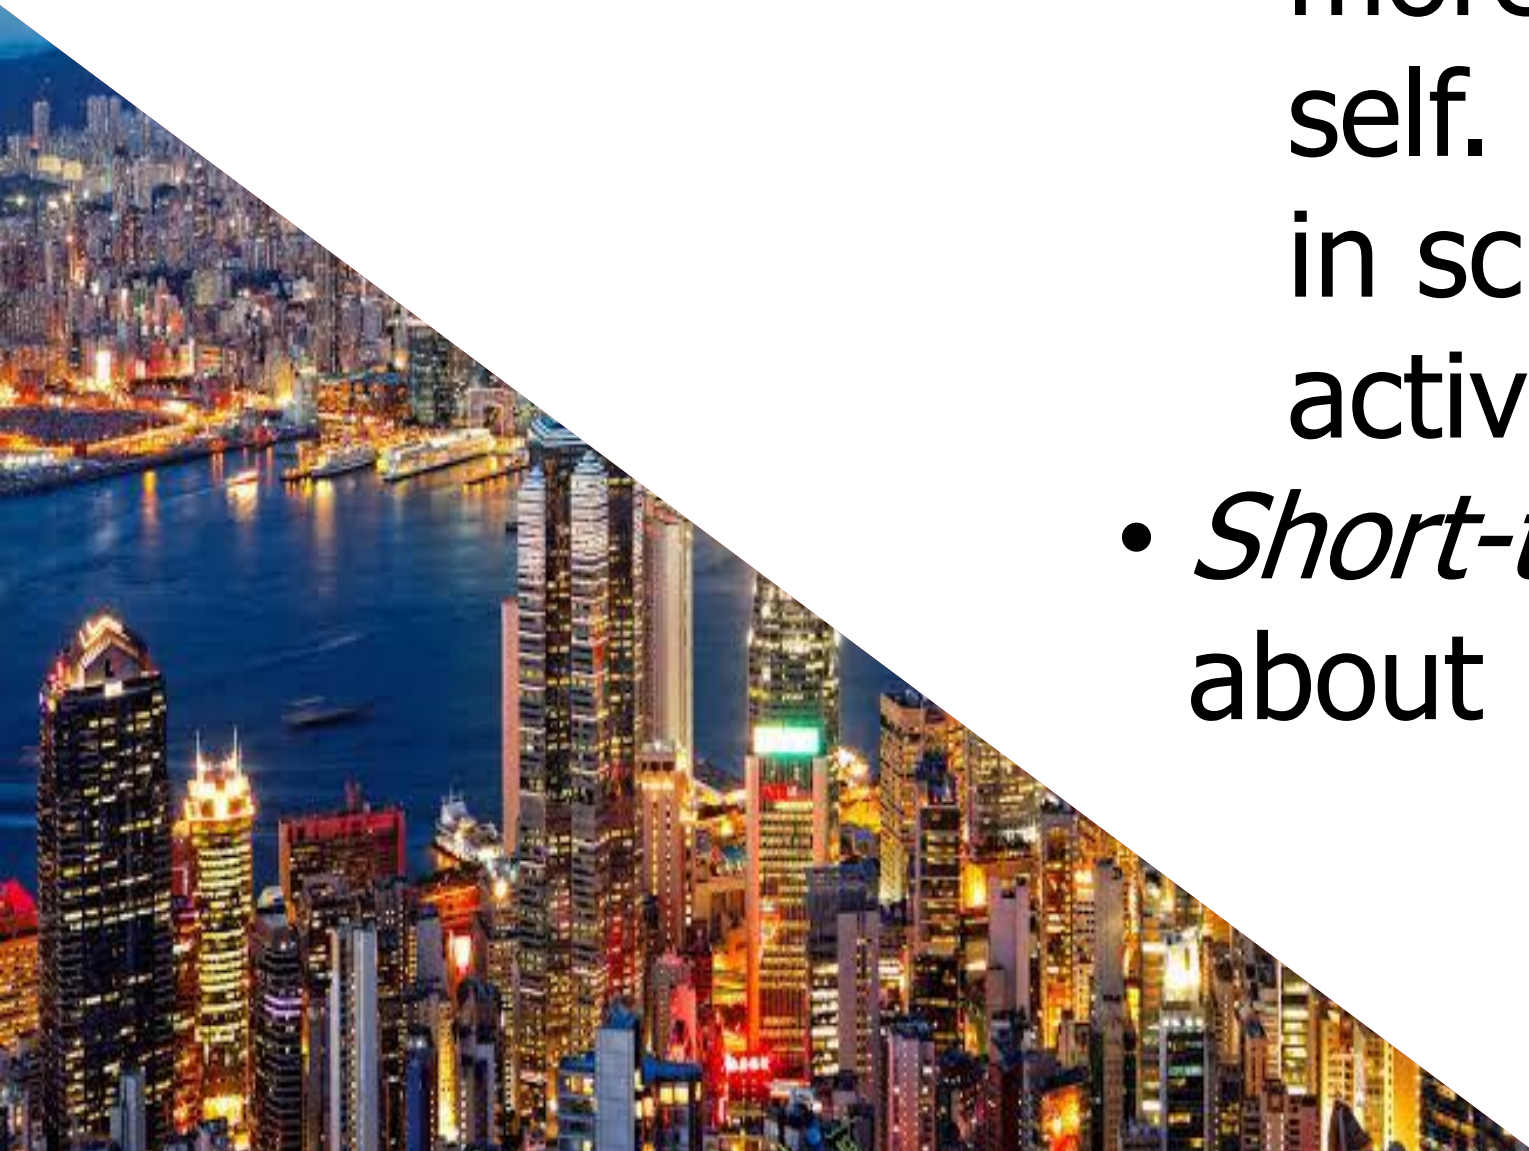 self.
in sc
activ
• Short-t
about